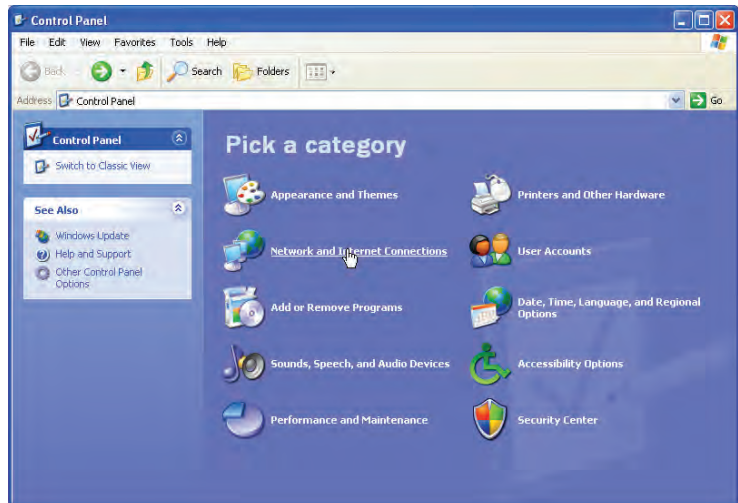 Control Panel
File Edit View Favorites Tools Help
Back Search Folders
Address Control Panel Go
Control Panel
Switch to Classic View
See Also
Windows Update
Help and Support
Other Control Panel
Options
Pick a category
Appearance and Themes
Printers and Other Hardware
Network and Internet Connections
User Accounts
Add or Remove Programs
Date, Time, Language, and Regional
Options
Sounds, Speech, and Audio Devices
Accessibility Options
Performance and Maintenance
Security Center